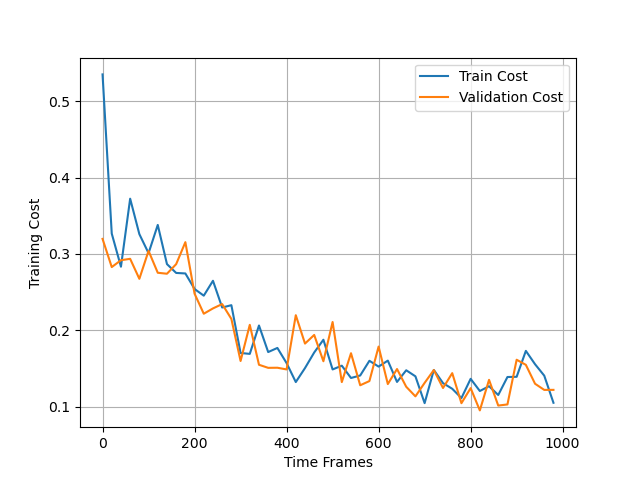 Train Cost
Validation Cost
0.5
0.4
0.3
0.2
0.1
Training Cost
0 200 400 600 800 1000
Time Frames